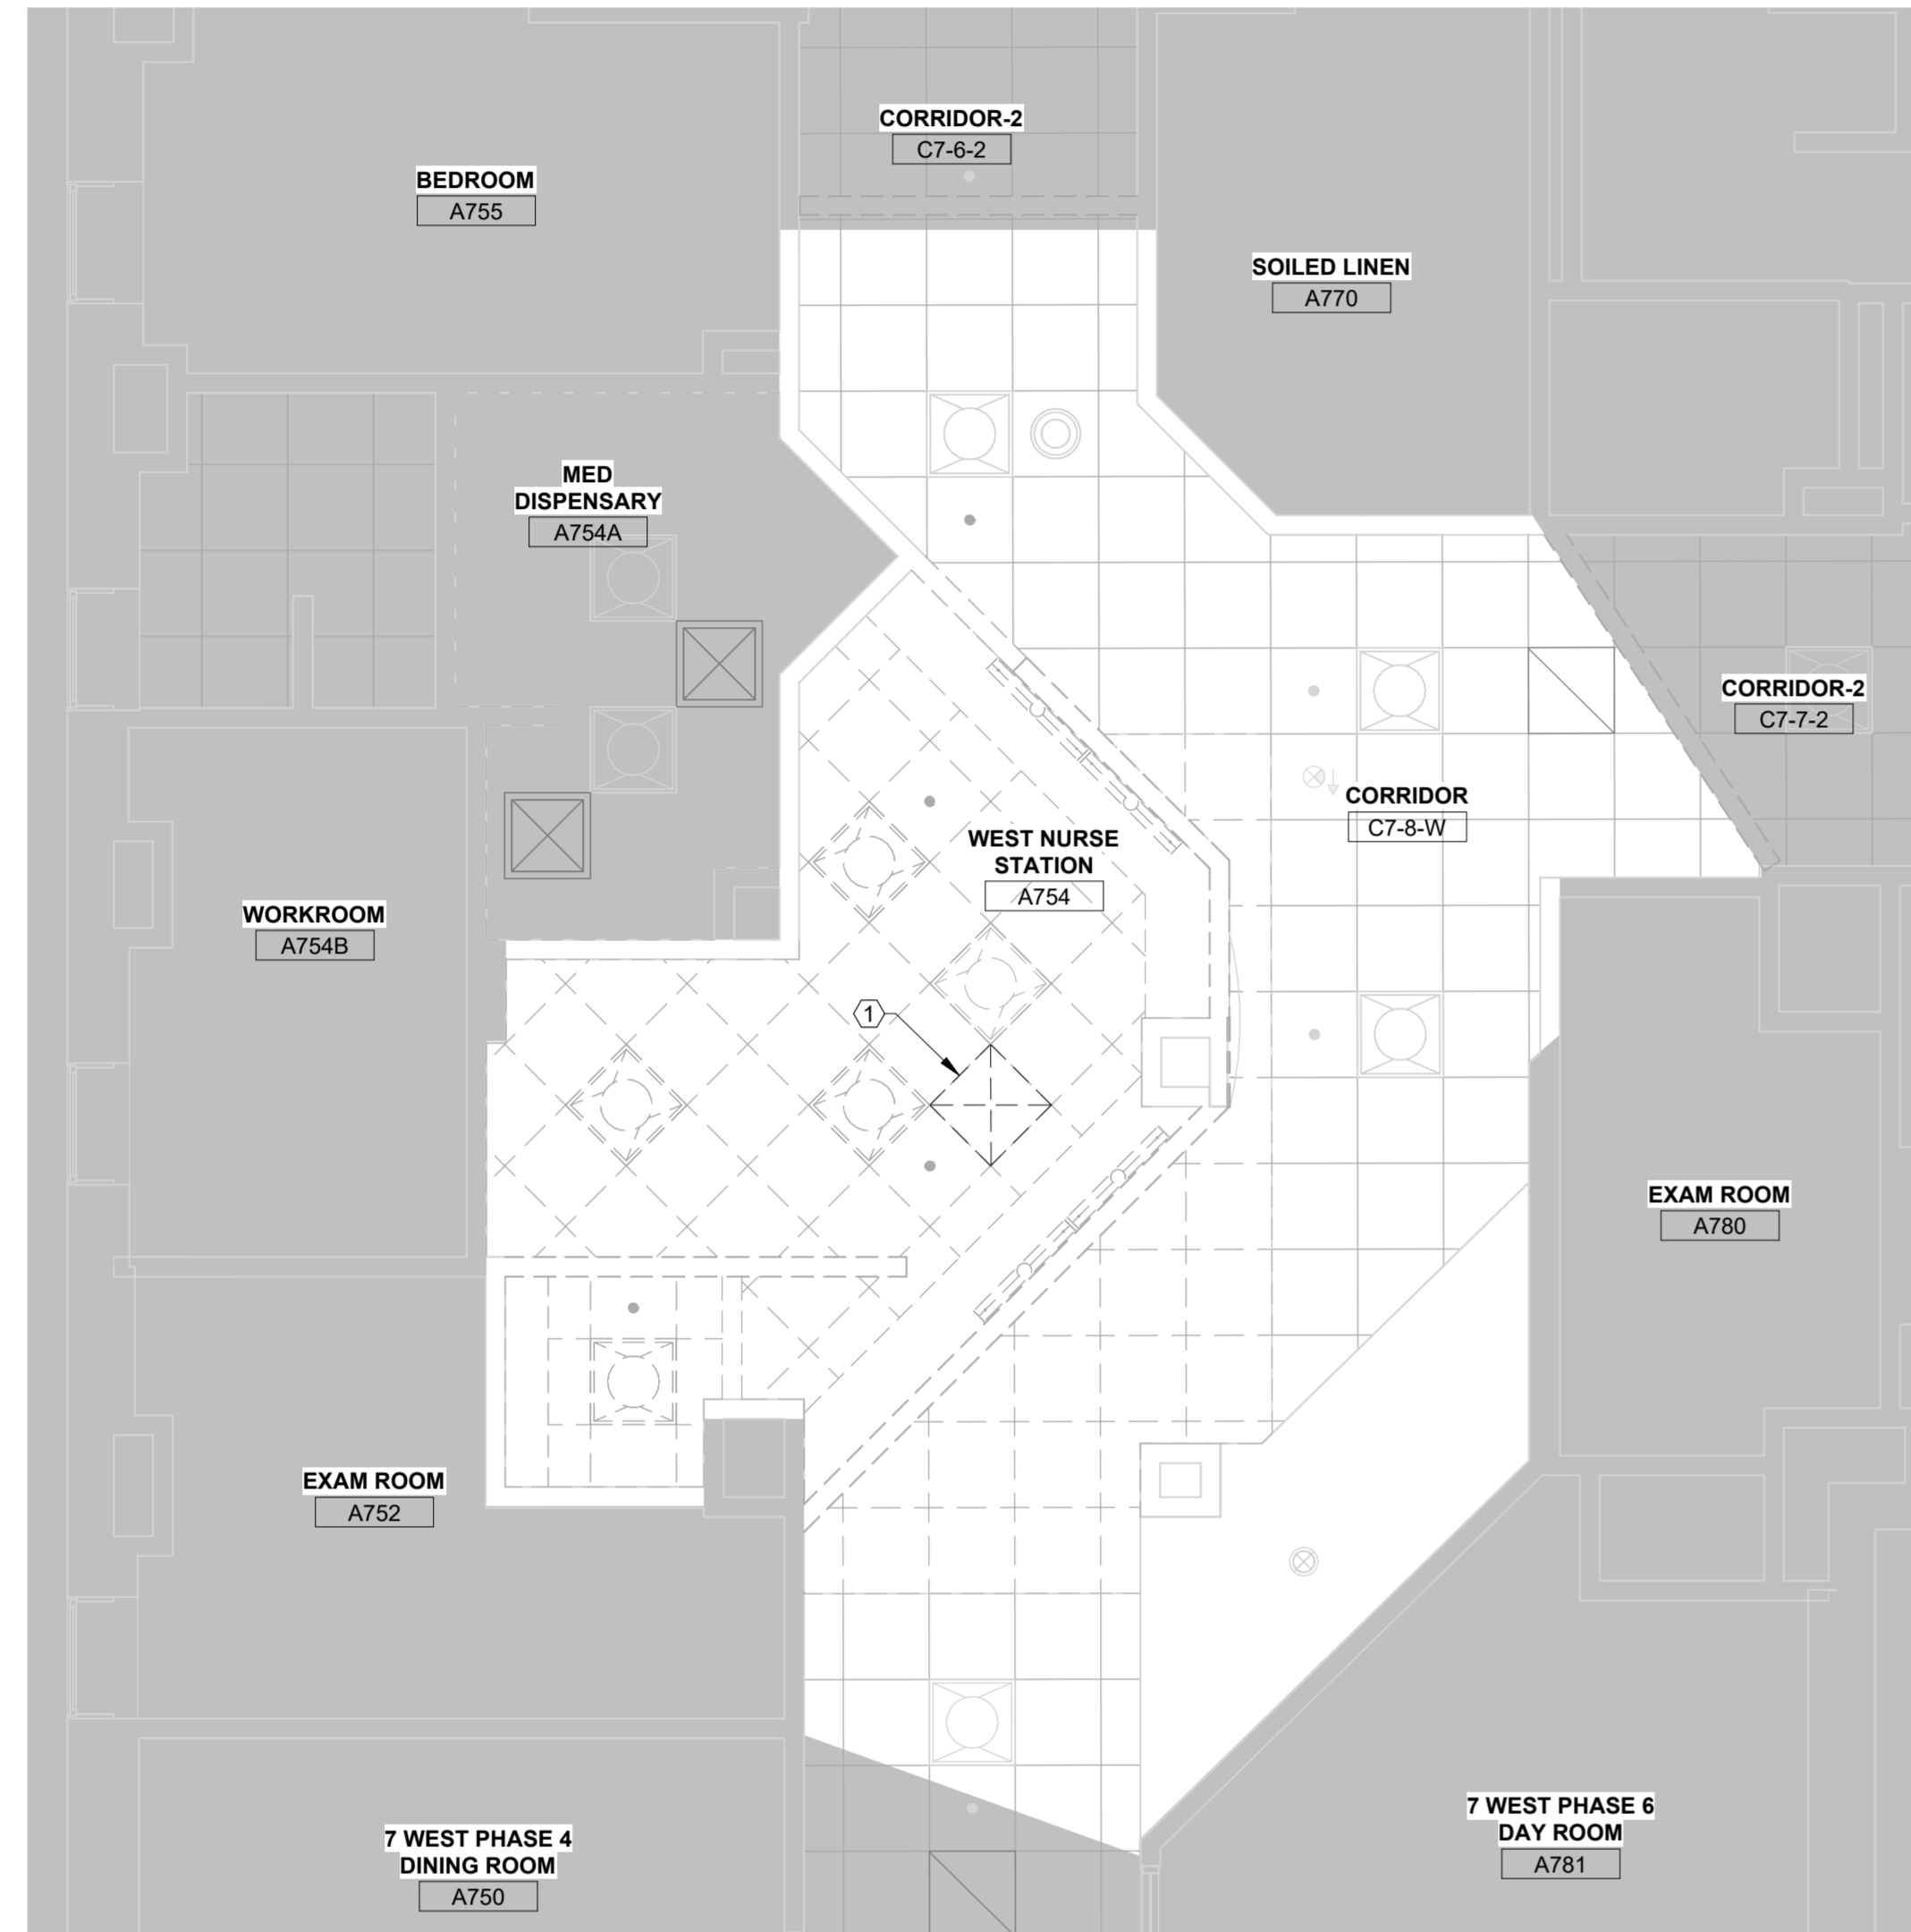 CORRIDOR-2
C7-6-2
BEDROOM
A755
SOILED LINEN
A770
MED
DISPENSARY
A754A
CORRIDOR-2
C7-7-2
CORRIDOR
C7-8-W
WEST NURSE
STATION
A754
WORKROOM
A754B
1
EXAM ROOM
A780
EXAM ROOM
A752
7 WEST PHASE 4
DINING ROOM
A750
7 WEST PHASE 6
DAY ROOM
A781